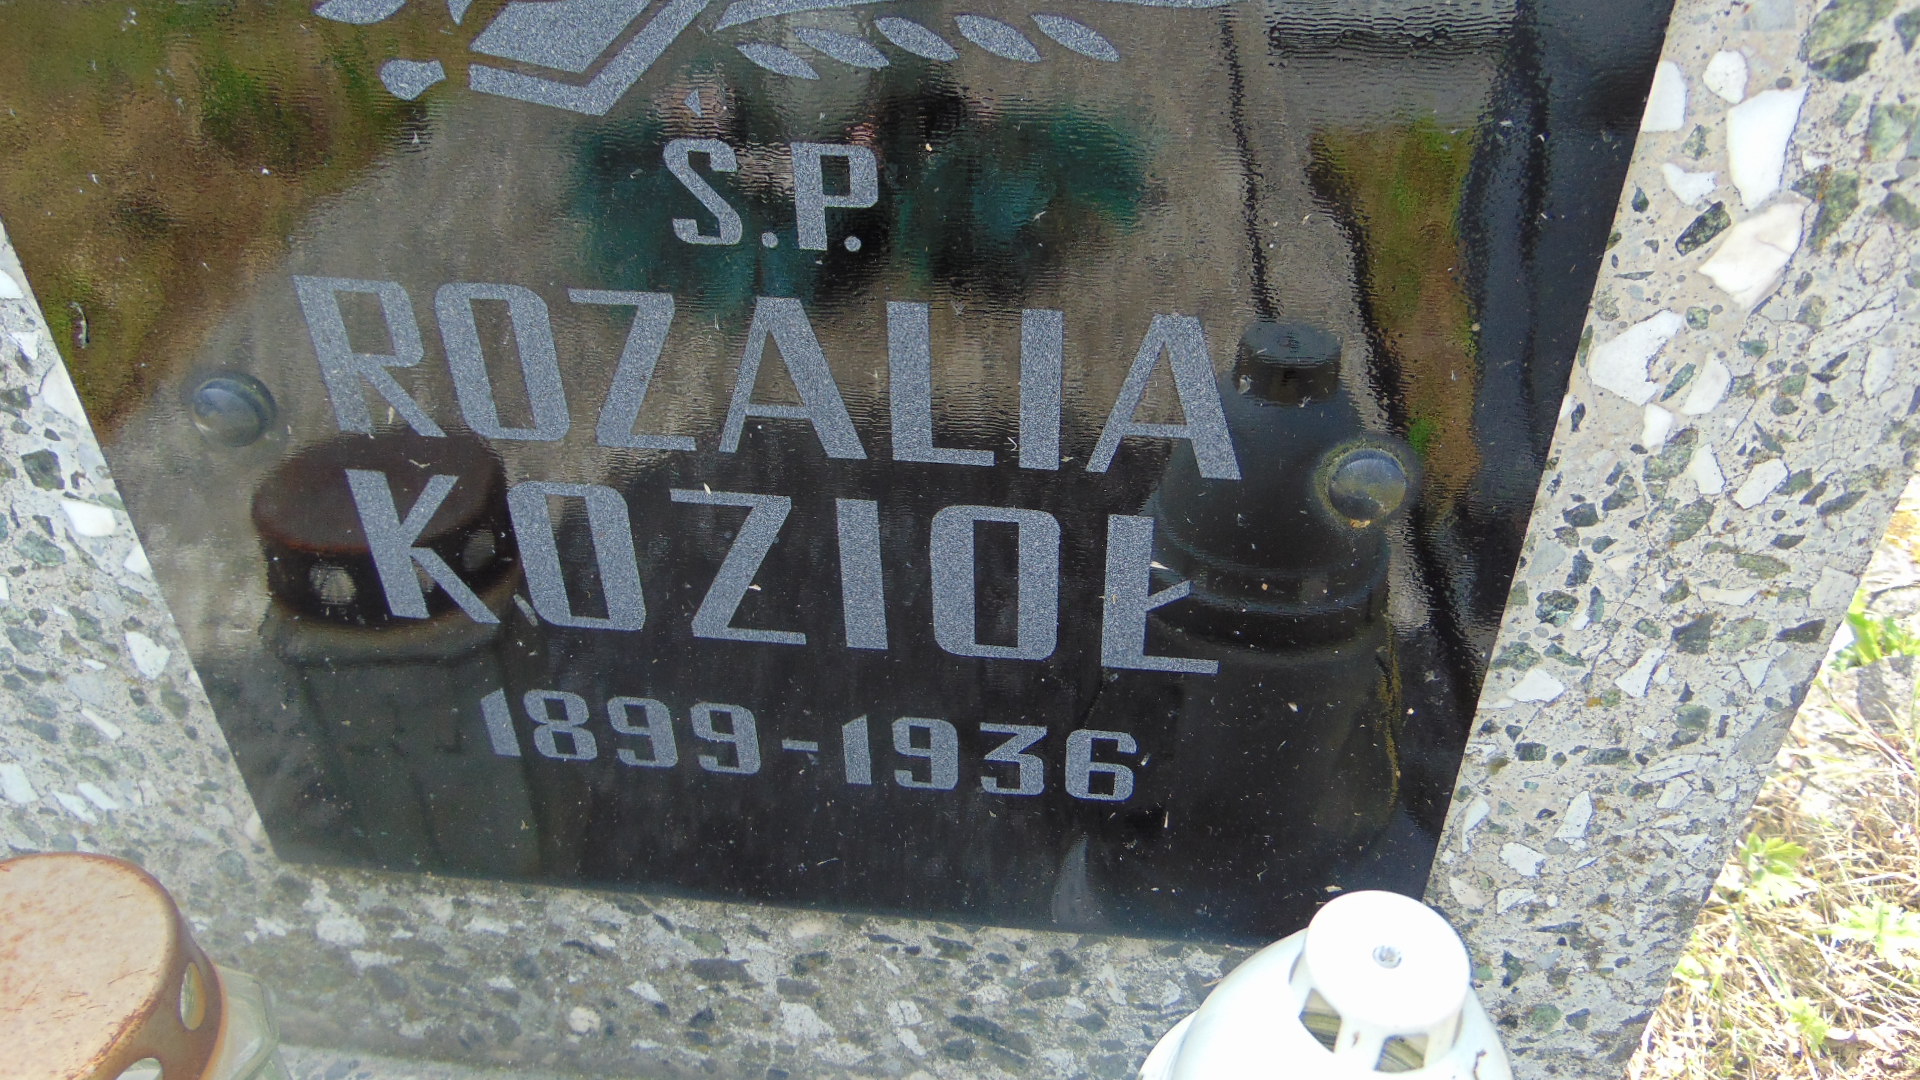 Ś.P.
ROZALIA
KOZIOŁ
1899-1936